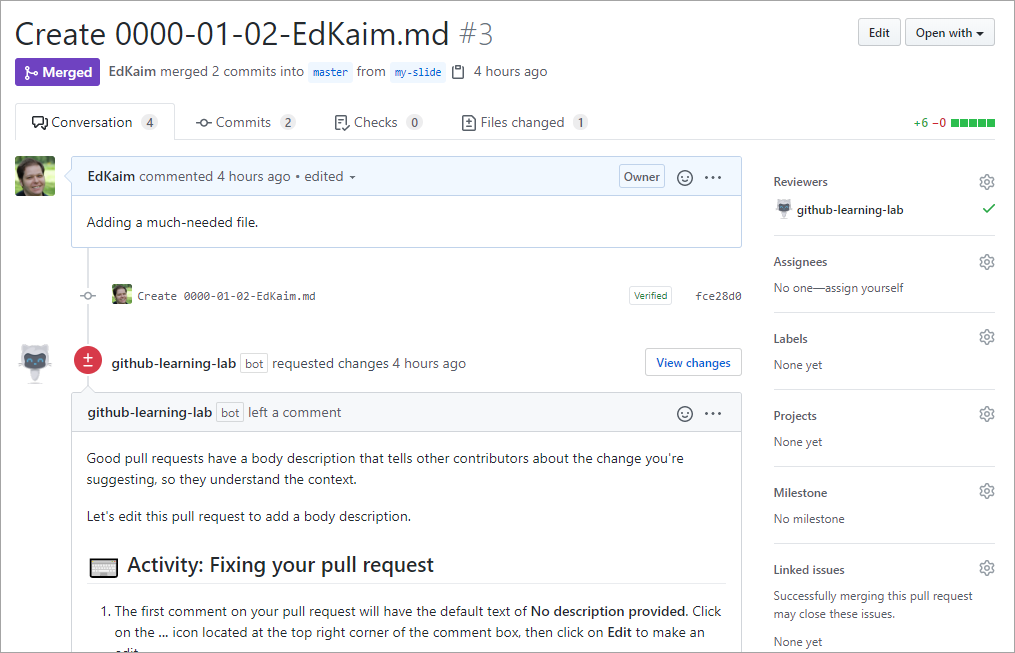 Create 0000-01-02-EdKaim.md #3
Edit
Open with
Merged
EdKaim merged 2 commits into master from my-slide 4 hours ago
Conversation 4
Commits 2
Checks 0
Files changed 1
+6 −0
EdKaim commented 4 hours ago • edited
Owner
Adding a much-needed file.
Create 0000-01-02-EdKaim.md
Verified
fce28d0
github-learning-lab bot requested changes 4 hours ago
View changes
github-learning-lab bot left a comment
Good pull requests have a body description that tells other contributors about the change you're
suggesting, so they understand the context.
Let's edit this pull request to add a body description.
Activity: Fixing your pull request
1. The first comment on your pull request will have the default text of No description provided. Click
on the ... icon located at the top right corner of the comment box, then click on Edit to make an
edit.
Reviewers
github-learning-lab
Assignees
No one—assign yourself
Labels
None yet
Projects
None yet
Milestone
No milestone
Linked issues
Successfully merging this pull request
may close these issues.
None yet